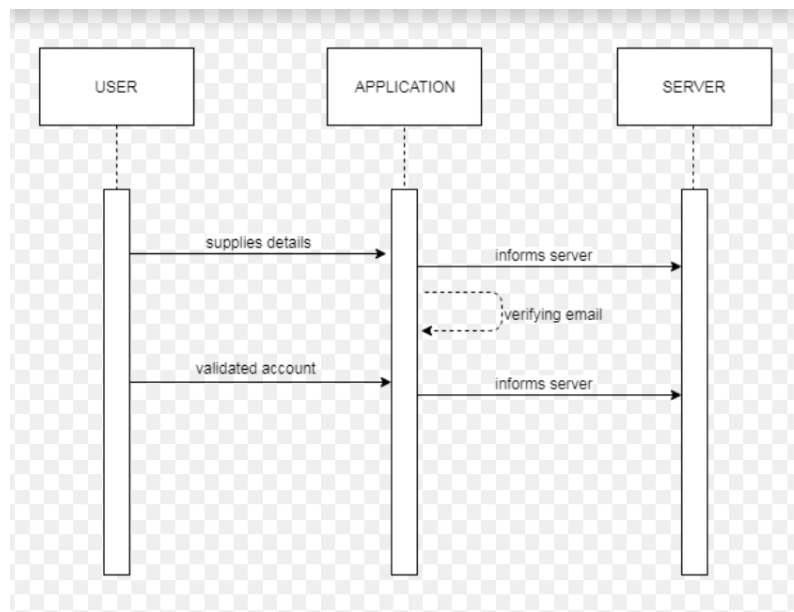 USER
APPLICATION
SERVER
supplies details
informs server
verifying email
validated account
informs server